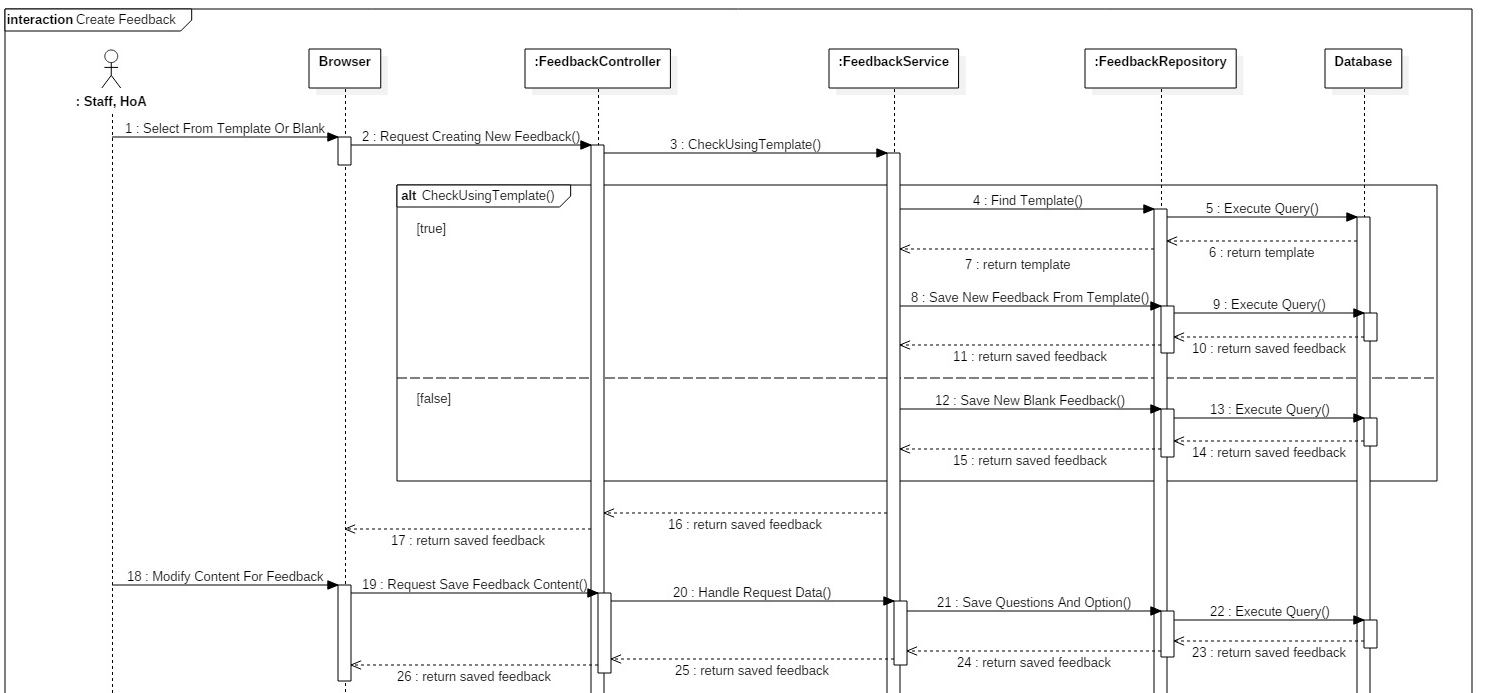 interaction Create Feedback
: Staff, HoA
Browser
:FeedbackController
:FeedbackService
:FeedbackRepository
Database
1 : Select From Template Or Blank
2 : Request Creating New Feedback()
3 : CheckUsingTemplate()
alt CheckUsingTemplate()
[true]
4 : Find Template()
5 : Execute Query()
6 : return template
7 : return template
8 : Save New Feedback From Template()
9 : Execute Query()
10 : return saved feedback
11 : return saved feedback
[false]
12 : Save New Blank Feedback()
13 : Execute Query()
14 : return saved feedback
15 : return saved feedback
16 : return saved feedback
17 : return saved feedback
18 : Modify Content For Feedback
19 : Request Save Feedback Content()
20 : Handle Request Data()
21 : Save Questions And Option()
22 : Execute Query()
23 : return saved feedback
24 : return saved feedback
25 : return saved feedback
26 : return saved feedback